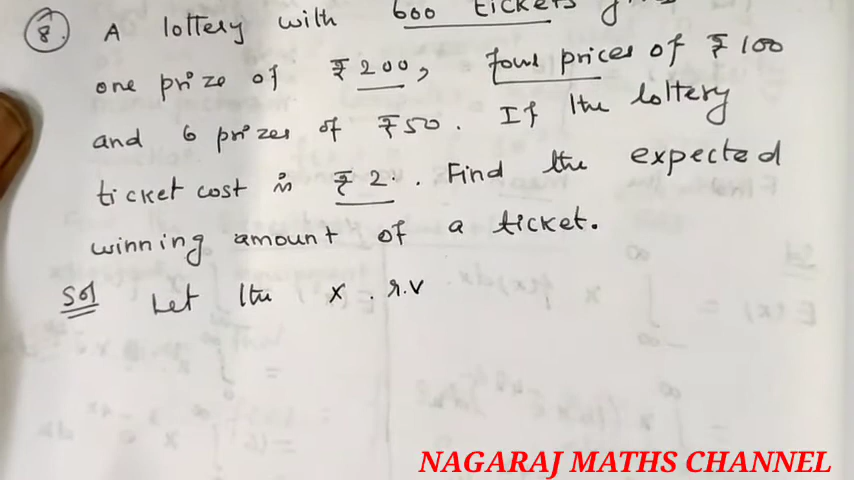 8. A lottery with 600 tickets
one prize of ₹200, four prices of ₹100
and 6 prizes of ₹50. If the lottery
ticket cost is ₹2. Find the expected
winning amount of a ticket.
Sol Let the X r.v
NAGARAJ MATHS CHANNEL